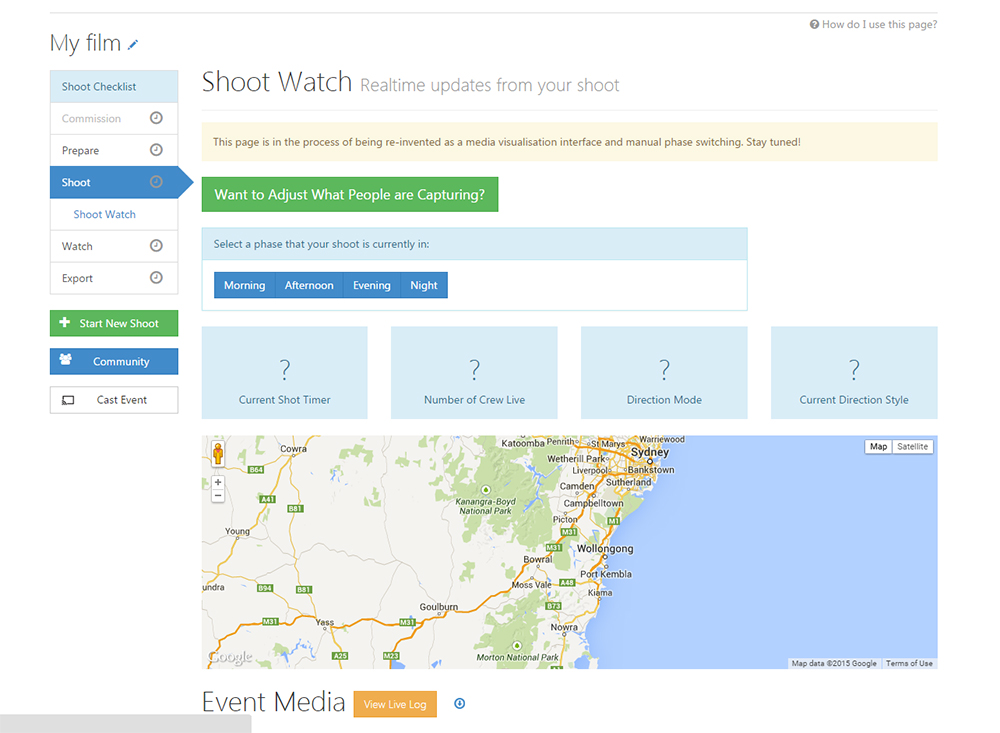 How do I use this page?
My film
Shoot Checklist
Commission
Prepare
Shoot
Shoot Watch
Watch
Export
Start New Shoot
Community
Cast Event
Shoot Watch Realtime updates from your shoot
This page is in the process of being re-invented as a media visualisation interface and manual phase switching. Stay tuned!
Want to Adjust What People are Capturing?
Select a phase that your shoot is currently in:
Morning Afternoon Evening Night
? ? ? ?
Current Shot Timer Number of Crew Live Direction Mode Current Direction Style
Map Satellite
Katoomba Penrith St Marys Warriewood
Cowra
Sydney
Wetherill Park
B64
Liverpool Bankstown
Camden Sutherland
A41
Kanangra-Boyd
National Park
Campbelltown
B81
Picton M1
Young
M31
M31
Wollongong
Bowral
Port Kembla
undra B94 B81
Moss Vale A48
Kiama
Goulburn
B73
Yass M31 M31
Nowra
A25 M23
Morton National Park
Google
Map data ©2015 Google Terms of Use
Event Media View Live Log